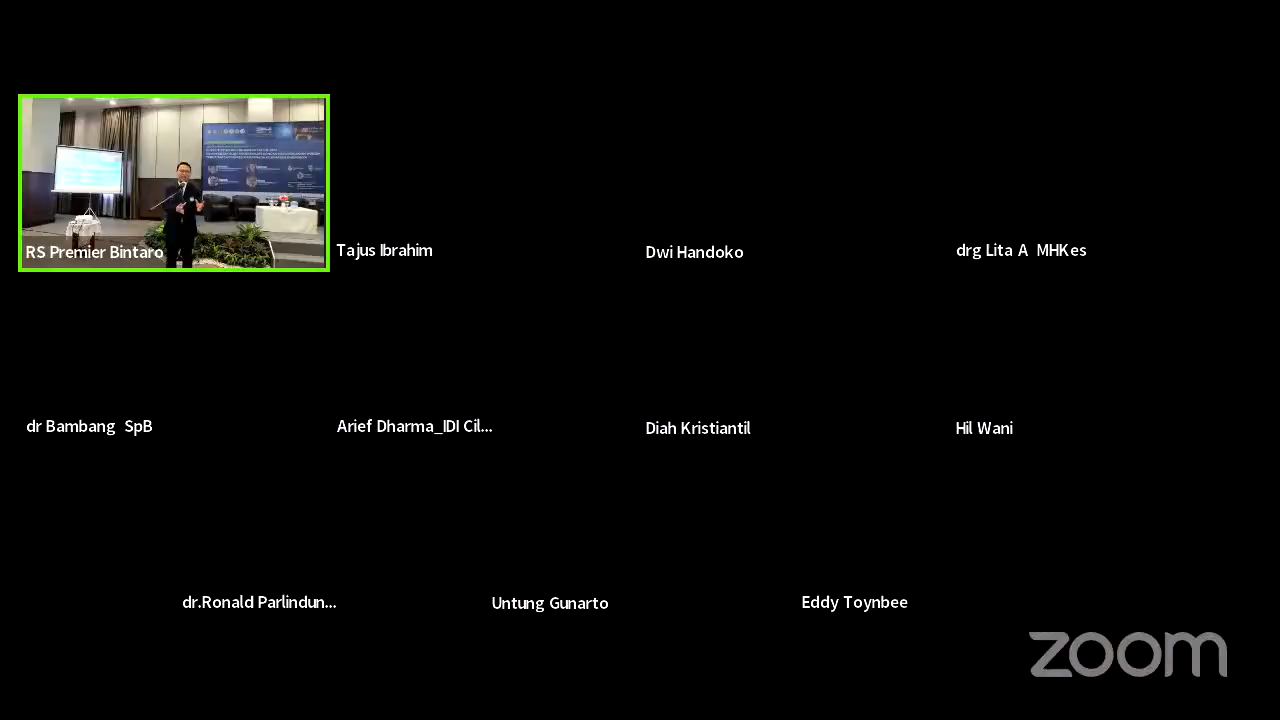 RS Premier Bintaro
Tajus Ibrahim
Dwi Handoko
drg Lita A MHKes
dr Bambang SpB
Arief Dharma_IDI Cil...
Diah Kristiantil
Hil Wani
dr.Ronald Parlindun...
Untung Gunarto
Eddy Toynbee
zoom